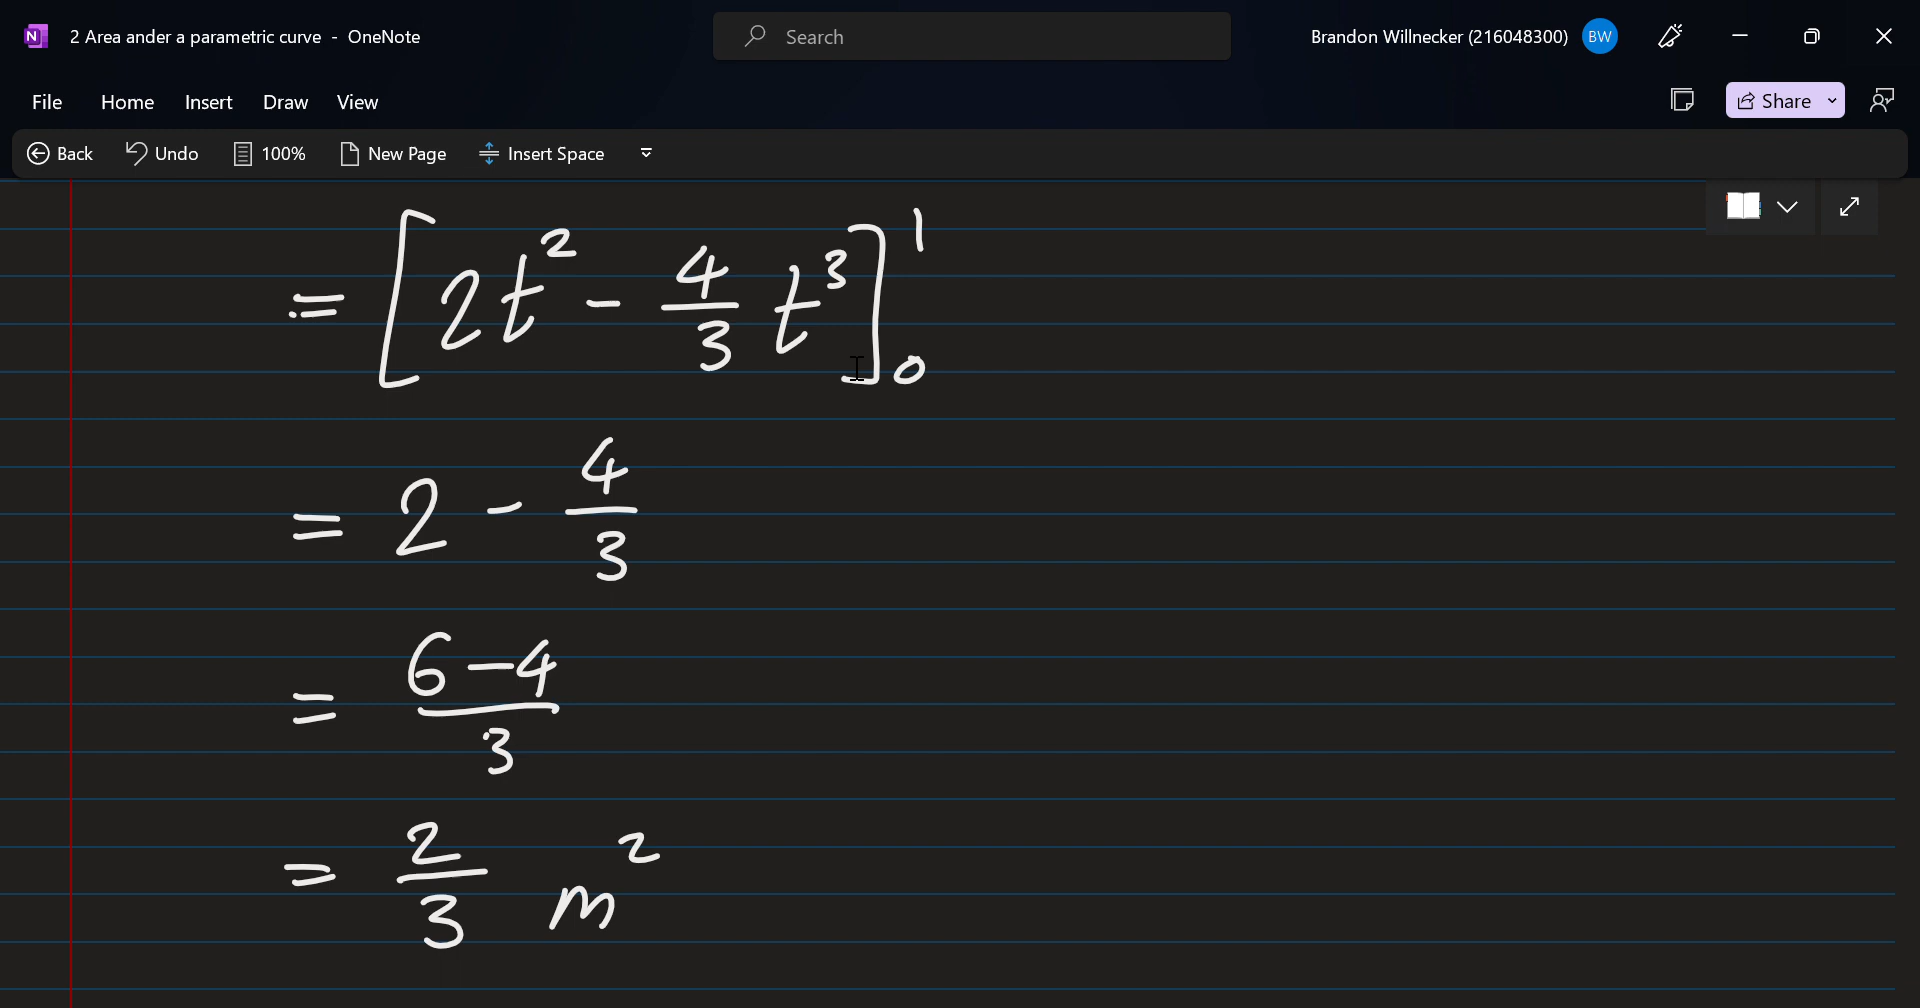 2 Area ander a parametric curve - OneNote
Search
Brandon Willnecker (216048300) BW
File Home Insert Draw View
Share
Back Undo 100% New Page Insert Space
= [2t² - 4/3 t³]₀¹
= 2 - 4/3
= (6-4)/3
= 2/3 m²